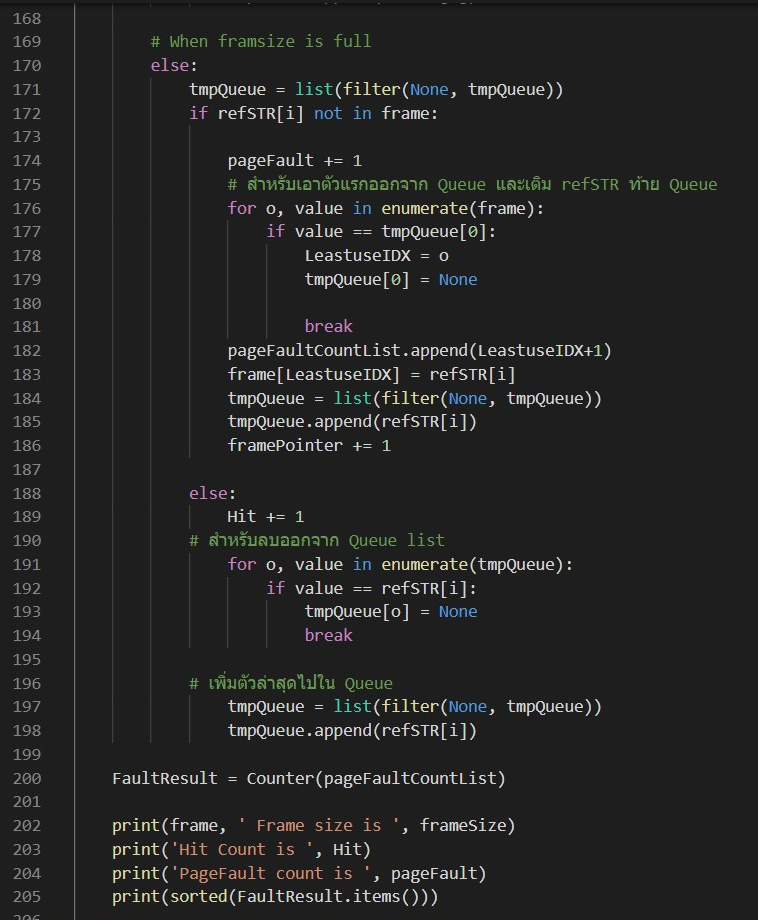 168
169 # When framsize is full
170 else:
171 tmpQueue = list(filter(None, tmpQueue))
172 if refSTR[i] not in frame:
173
174 pageFault += 1
175 # สำหรับเอาตัวแรกออกจาก Queue และเติม refSTR ท้าย Queue
176 for o, value in enumerate(frame):
177 if value == tmpQueue[0]:
178 LeastuseIDX = o
179 tmpQueue[0] = None
180
181 break
182 pageFaultCountList.append(LeastuseIDX+1)
183 frame[LeastuseIDX] = refSTR[i]
184 tmpQueue = list(filter(None, tmpQueue))
185 tmpQueue.append(refSTR[i])
186 framePointer += 1
187
188 else:
189 Hit += 1
190 # สำหรับลบออกจาก Queue list
191 for o, value in enumerate(tmpQueue):
192 if value == refSTR[i]:
193 tmpQueue[o] = None
194 break
195
196 # เพิ่มตัวล่าสุดไปใน Queue
197 tmpQueue = list(filter(None, tmpQueue))
198 tmpQueue.append(refSTR[i])
199
200 FaultResult = Counter(pageFaultCountList)
201
202 print(frame, ' Frame size is ', frameSize)
203 print('Hit Count is ', Hit)
204 print('PageFault count is ', pageFault)
205 print(sorted(FaultResult.items()))